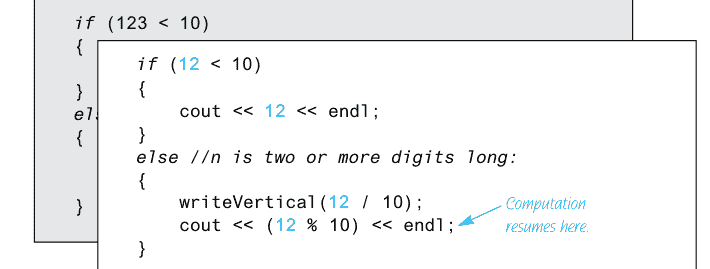 if (123 < 10)
{
}
els
{
}
if (12 < 10)
{
cout << 12 << endl;
}
else //n is two or more digits long:
{
writeVertical(12 / 10);
cout << (12 % 10) << endl;
}
Computation
resumes here.